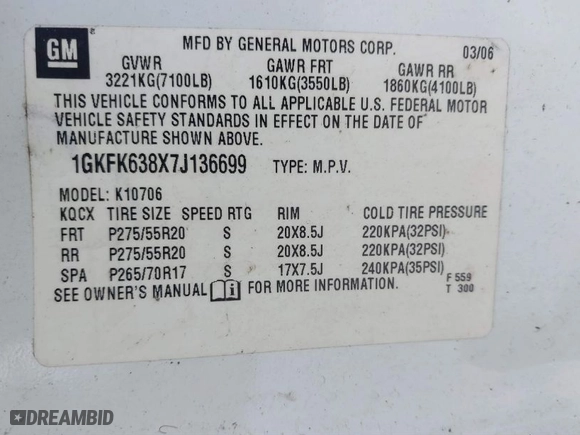 GM
MFD BY GENERAL MOTORS CORP. 03/06
GVWR GAWR FRT GAWR RR
3221KG(7100LB) 1610KG(3550LB) 1860KG(4100LB)
THIS VEHICLE CONFORMS TO ALL APPLICABLE U.S. FEDERAL MOTOR
VEHICLE SAFETY STANDARDS IN EFFECT ON THE DATE OF
MANUFACTURE SHOWN ABOVE.
1GKFK638X7J136699 TYPE: M.P.V.
MODEL: K10706
KQCX TIRE SIZE SPEED RTG RIM COLD TIRE PRESSURE
FRT P275/55R20 S 20X8.5J 220KPA(32PSI)
RR P275/55R20 S 20X8.5J 220KPA(32PSI)
SPA P265/70R17 S 17X7.5J 240KPA(35PSI)
SEE OWNER'S MANUAL i FOR MORE INFORMATION.
F 559
T 300
DREAMBID